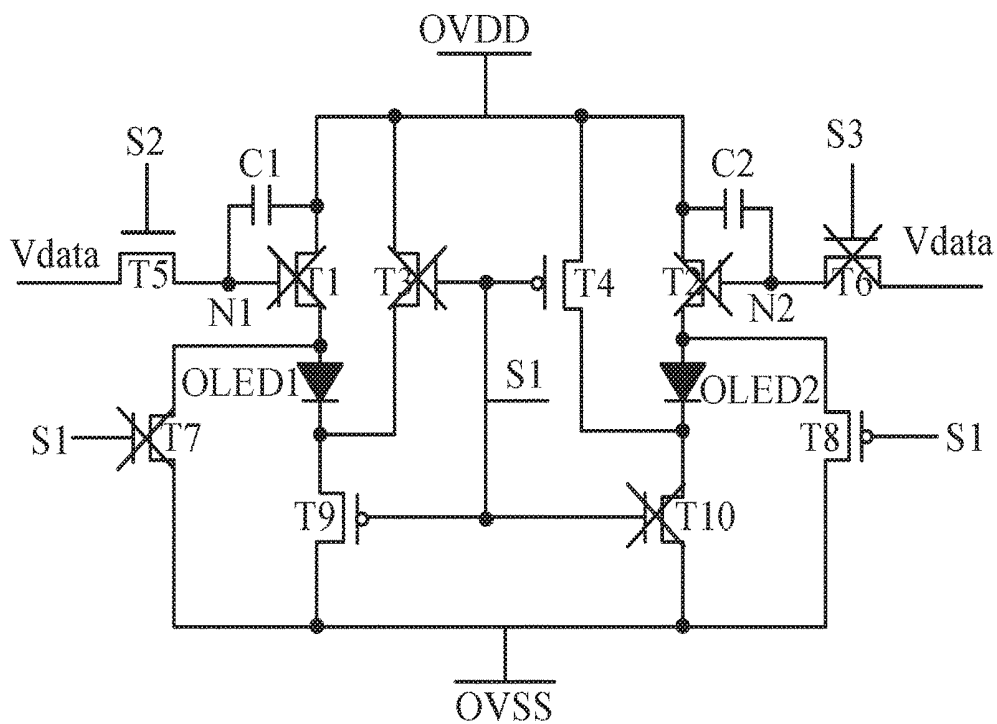 OVDD
S2
C1
C2
S3
Vdata
T5
N1
T1
T3
T4
T2
N2
T6
Vdata
OLED1
S1
OLED2
S1
T7
T8
S1
T9
T10
OVSS